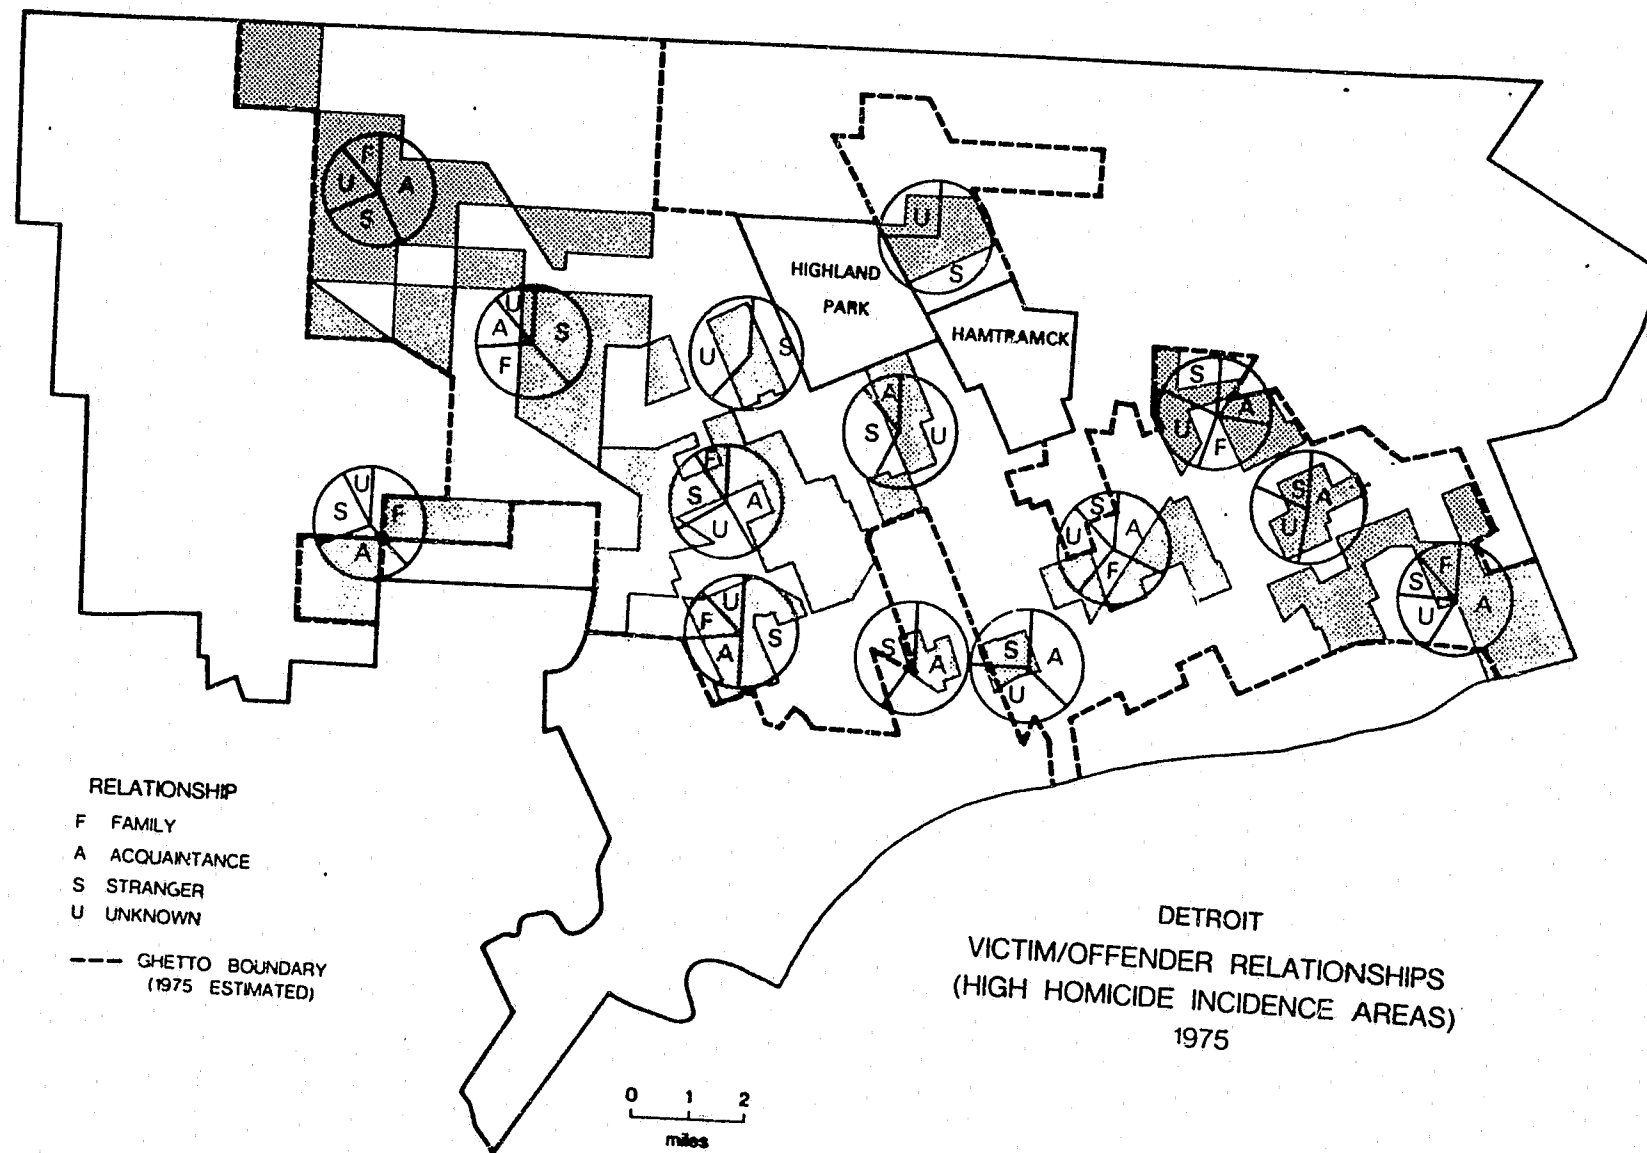 F
U
A
S
U
S
HIGHLAND
PARK
HAMTRAMCK
U
A
S
F
U
S
A
S
U
S
A
U
F
F
S
A
U
U
S
F
A
S
A
U
F
S
A
U
F
S
A
U
U
F
S
A
S
A
S
A
U
RELATIONSHIP
F FAMILY
A ACQUAINTANCE
S STRANGER
U UNKNOWN
GHETTO BOUNDARY
(1975 ESTIMATED)
DETROIT
VICTIM/OFFENDER RELATIONSHIPS
(HIGH HOMICIDE INCIDENCE AREAS)
1975
0 1 2
miles